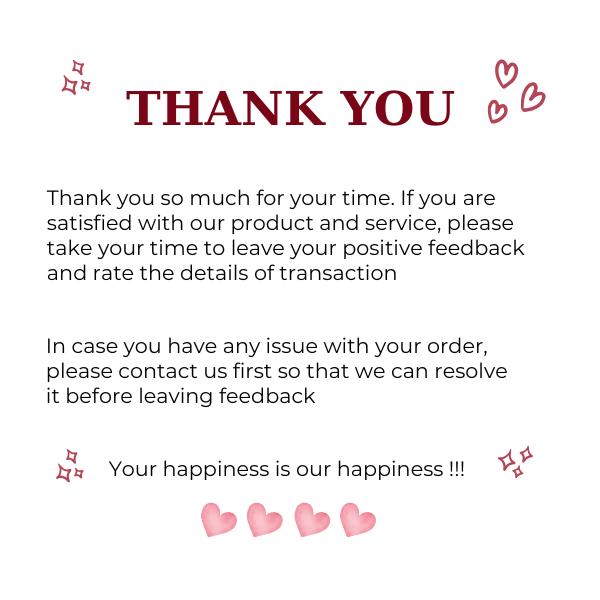 THANK YOU
Thank you so much for your time. If you are
satisfied with our product and service, please
take your time to leave your positive feedback
and rate the details of transaction
In case you have any issue with your order,
please contact us first so that we can resolve
it before leaving feedback
Your happiness is our happiness !!!